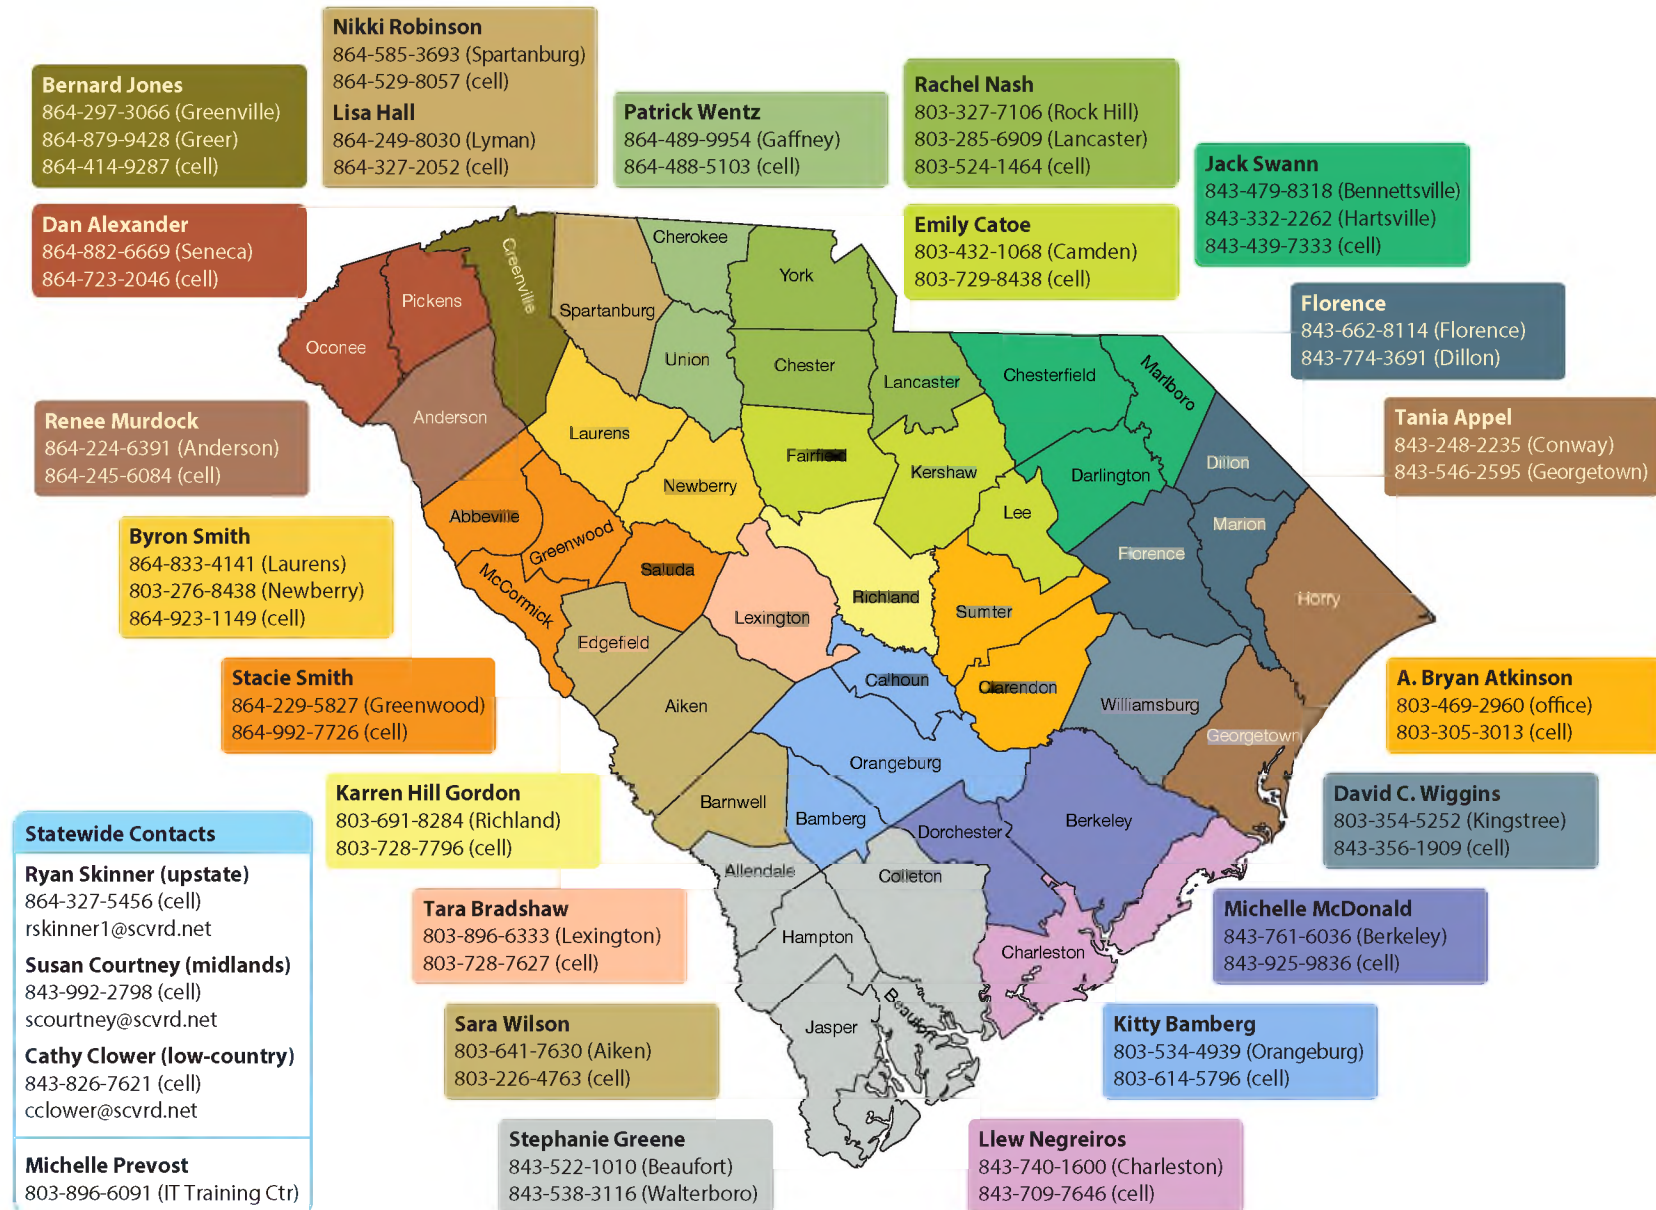 Nikki Robinson
864-585-3693 (Spartanburg)
864-529-8057 (cell)
Lisa Hall
864-249-8030 (Lyman)
864-327-2052 (cell)
Bernard Jones
864-297-3066 (Greenville)
864-879-9428 (Greer)
864-414-9287 (cell)
Patrick Wentz
864-489-9954 (Gaffney)
864-488-5103 (cell)
Rachel Nash
803-327-7106 (Rock Hill)
803-285-6909 (Lancaster)
803-524-1464 (cell)
Jack Swann
843-479-8318 (Bennettsville)
843-332-2262 (Hartsville)
843-439-7333 (cell)
Dan Alexander
864-882-6669 (Seneca)
864-723-2046 (cell)
Emily Catoe
803-432-1068 (Camden)
803-729-8438 (cell)
Florence
843-662-8114 (Florence)
843-774-3691 (Dillon)
Tania Appel
843-248-2235 (Conway)
843-546-2595 (Georgetown)
Renee Murdock
864-224-6391 (Anderson)
864-245-6084 (cell)
Byron Smith
864-833-4141 (Laurens)
803-276-8438 (Newberry)
864-923-1149 (cell)
Stacie Smith
864-229-5827 (Greenwood)
864-992-7726 (cell)
A. Bryan Atkinson
803-469-2960 (office)
803-305-3013 (cell)
Karren Hill Gordon
803-691-8284 (Richland)
803-728-7796 (cell)
David C. Wiggins
803-354-5252 (Kingstree)
843-356-1909 (cell)
Tara Bradshaw
803-896-6333 (Lexington)
803-728-7627 (cell)
Michelle McDonald
843-761-6036 (Berkeley)
843-925-9836 (cell)
Sara Wilson
803-641-7630 (Aiken)
803-226-4763 (cell)
Kitty Bamberg
803-534-4939 (Orangeburg)
803-614-5796 (cell)
Stephanie Greene
843-522-1010 (Beaufort)
843-538-3116 (Walterboro)
Llew Negreiros
843-740-1600 (Charleston)
843-709-7646 (cell)
Statewide Contacts
Ryan Skinner (upstate)
864-327-5456 (cell)
rskinner1@scvrd.net
Susan Courtney (midlands)
843-992-2798 (cell)
scourtney@scvrd.net
Cathy Clower (low-country)
843-826-7621 (cell)
cclower@scvrd.net
Michelle Prevost
803-896-6091 (IT Training Ctr)
Oconee
Pickens
Greenville
Spartanburg
Cherokee
York
Union
Chester
Lancaster
Chesterfield
Marlboro
Anderson
Laurens
Newberry
Fairfield
Kershaw
Darlington
Dillon
Abbeville
Greenwood
Saluda
McCormick
Lee
Marion
Florence
Horry
Edgefield
Lexington
Richland
Sumter
Calhoun
Clarendon
Williamsburg
Georgetown
Aiken
Orangeburg
Barnwell
Bamberg
Dorchester
Berkeley
Allendale
Colleton
Hampton
Charleston
Jasper
Beaufort